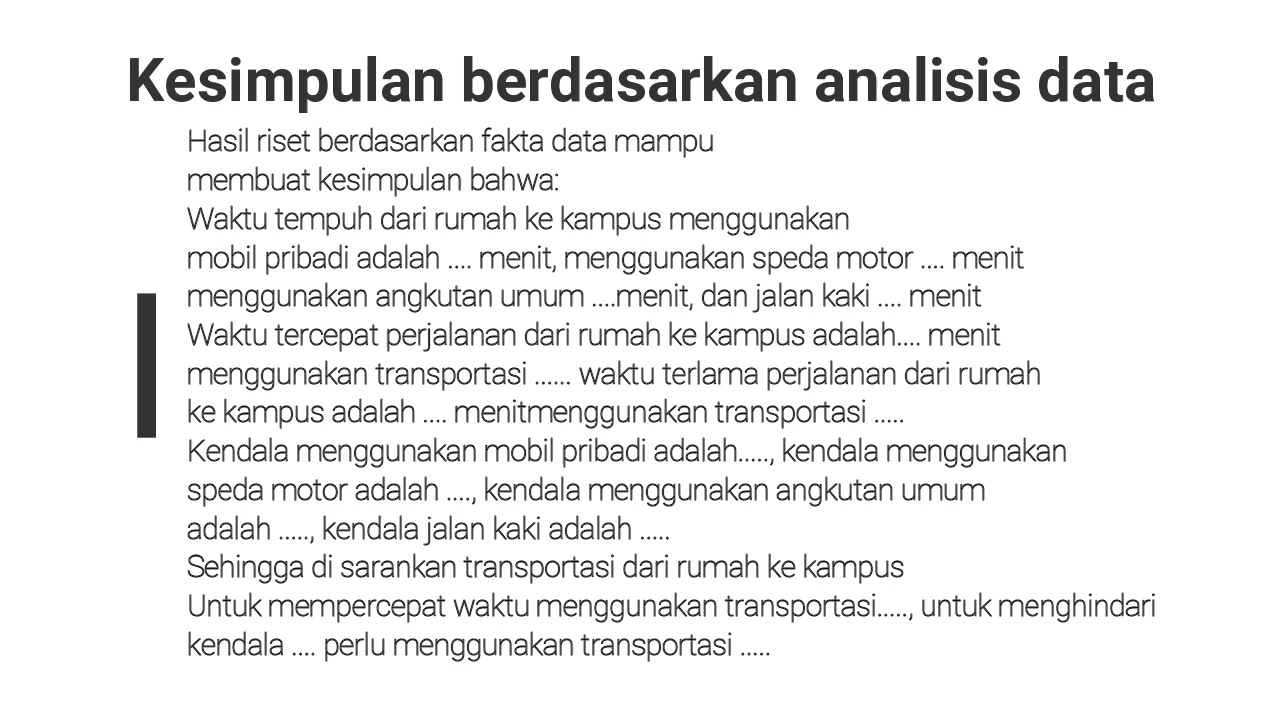 Kesimpulan berdasarkan analisis data
Hasil riset berdasarkan fakta data mampu
membuat kesimpulan bahwa:
Waktu tempuh dari rumah ke kampus menggunakan
mobil pribadi adalah .... menit, menggunakan speda motor .... menit
menggunakan angkutan umum ....menit, dan jalan kaki .... menit
Waktu tercepat perjalanan dari rumah ke kampus adalah.... menit
menggunakan transportasi ...... waktu terlama perjalanan dari rumah
ke kampus adalah .... menitmenggunakan transportasi .....
Kendala menggunakan mobil pribadi adalah....., kendala menggunakan
speda motor adalah ...., kendala menggunakan angkutan umum
adalah ....., kendala jalan kaki adalah .....
Sehingga di sarankan transportasi dari rumah ke kampus
Untuk mempercepat waktu menggunakan transportasi....., untuk menghindari
kendala .... perlu menggunakan transportasi .....